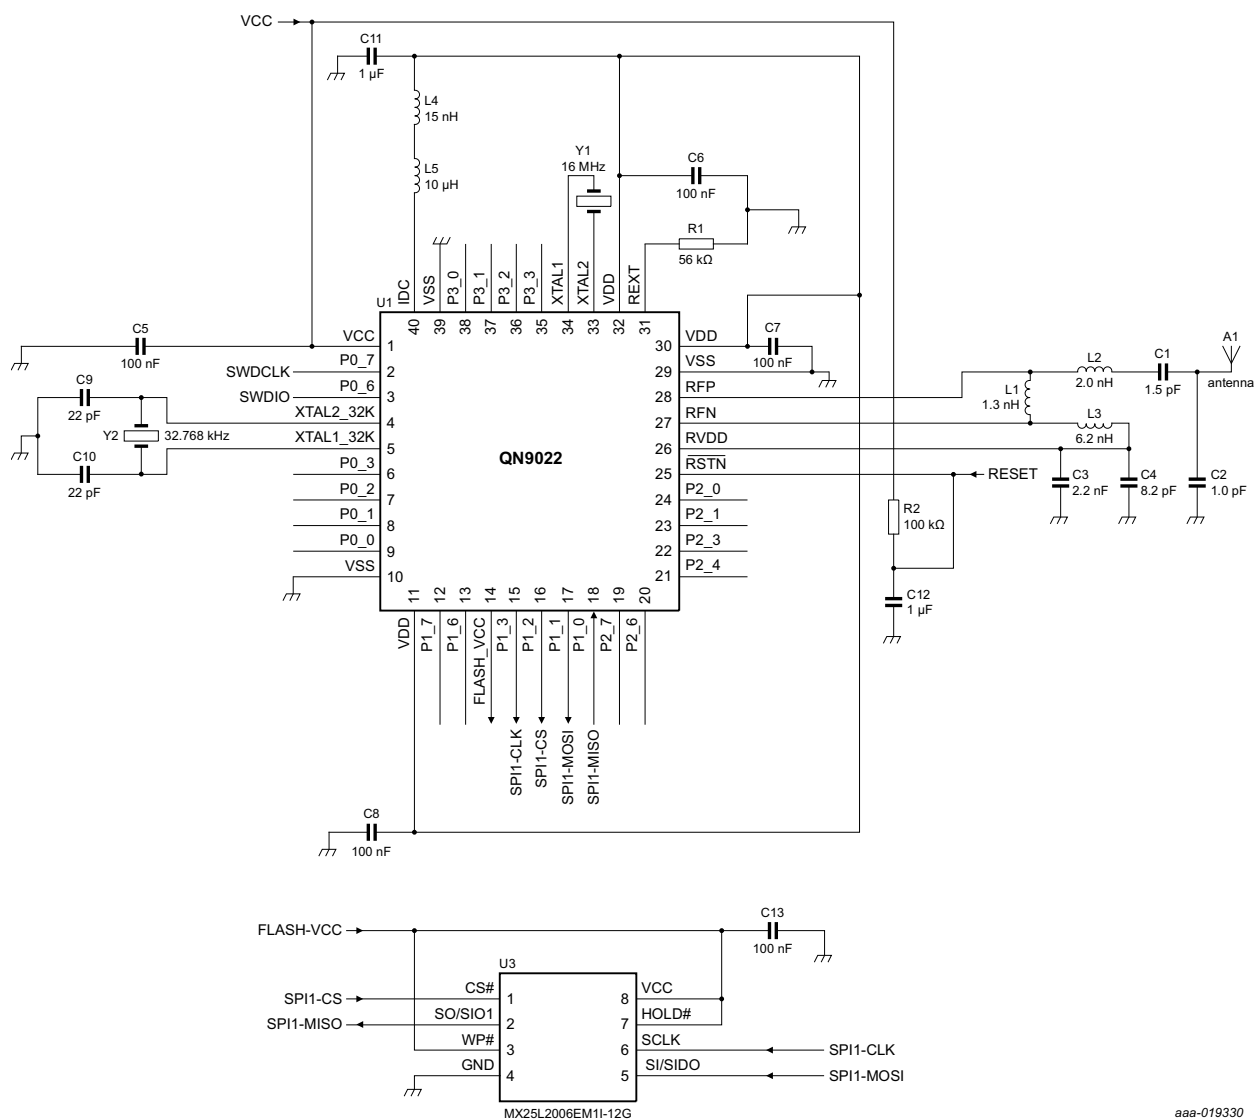 VCC
C11
1 µF
L4
15 nH
L5
10 µH
Y1
16 MHz
C6
100 nF
R1
56 kΩ
U1
IDC
VSS
P3_0
P3_1
P3_2
P3_3
XTAL1
XTAL2
VDD
REXT
40
39
38
37
36
35
34
33
32
31
C5
100 nF
SWDCLK
SWDIO
C9
22 pF
Y2
32.768 kHz
C10
22 pF
VCC
1
P0_7
2
P0_6
3
XTAL2_32K
4
XTAL1_32K
5
P0_3
6
P0_2
7
P0_1
8
P0_0
9
VSS
10
QN9022
30
VDD
29
VSS
28
RFP
27
RFN
26
RVDD
25
RSTN
24
P2_0
23
P2_1
22
P2_3
21
P2_4
C7
100 nF
L1
1.3 nH
L2
2.0 nH
C1
1.5 pF
A1
antenna
L3
6.2 nH
RESET
C3
2.2 nF
C4
8.2 pF
C2
1.0 pF
R2
100 kΩ
C12
1 µF
11
12
13
14
15
16
17
18
19
20
VDD
P1_7
P1_6
FLASH_VCC
P1_3
P1_2
P1_1
P1_0
P2_7
P2_6
SPI1-CLK
SPI1-CS
SPI1-MOSI
SPI1-MISO
C8
100 nF
FLASH-VCC
C13
100 nF
U3
SPI1-CS
CS#
1
8
VCC
SPI1-MISO
SO/SIO1
2
7
HOLD#
WP#
3
6
SCLK
SPI1-CLK
GND
4
5
SI/SIDO
SPI1-MOSI
MX25L2006EM1I-12G
aaa-019330